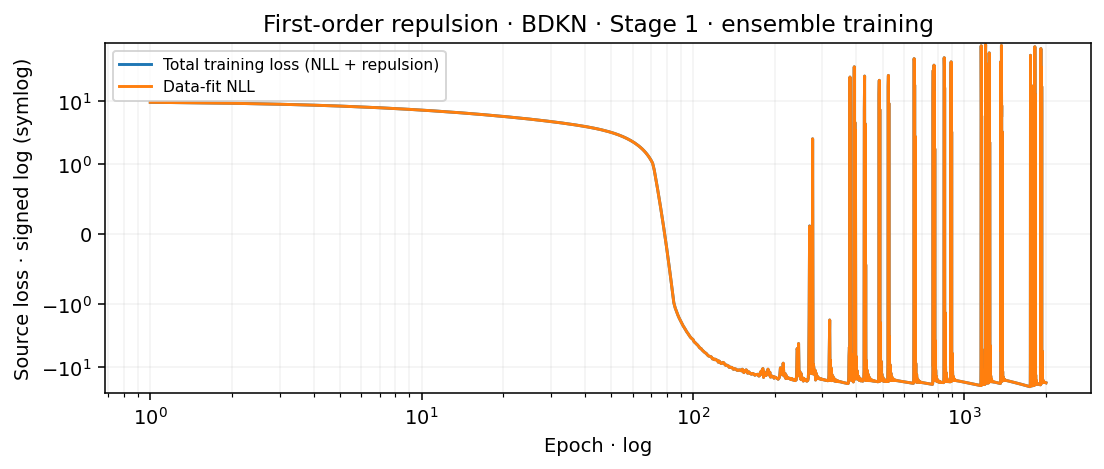 First-order repulsion · BDKN · Stage 1 · ensemble training
Total training loss (NLL + repulsion)
Data-fit NLL
Source loss · signed log (symlog)
10¹
10⁰
0
−10⁰
−10¹
10⁰ 10¹ 10² 10³
Epoch · log